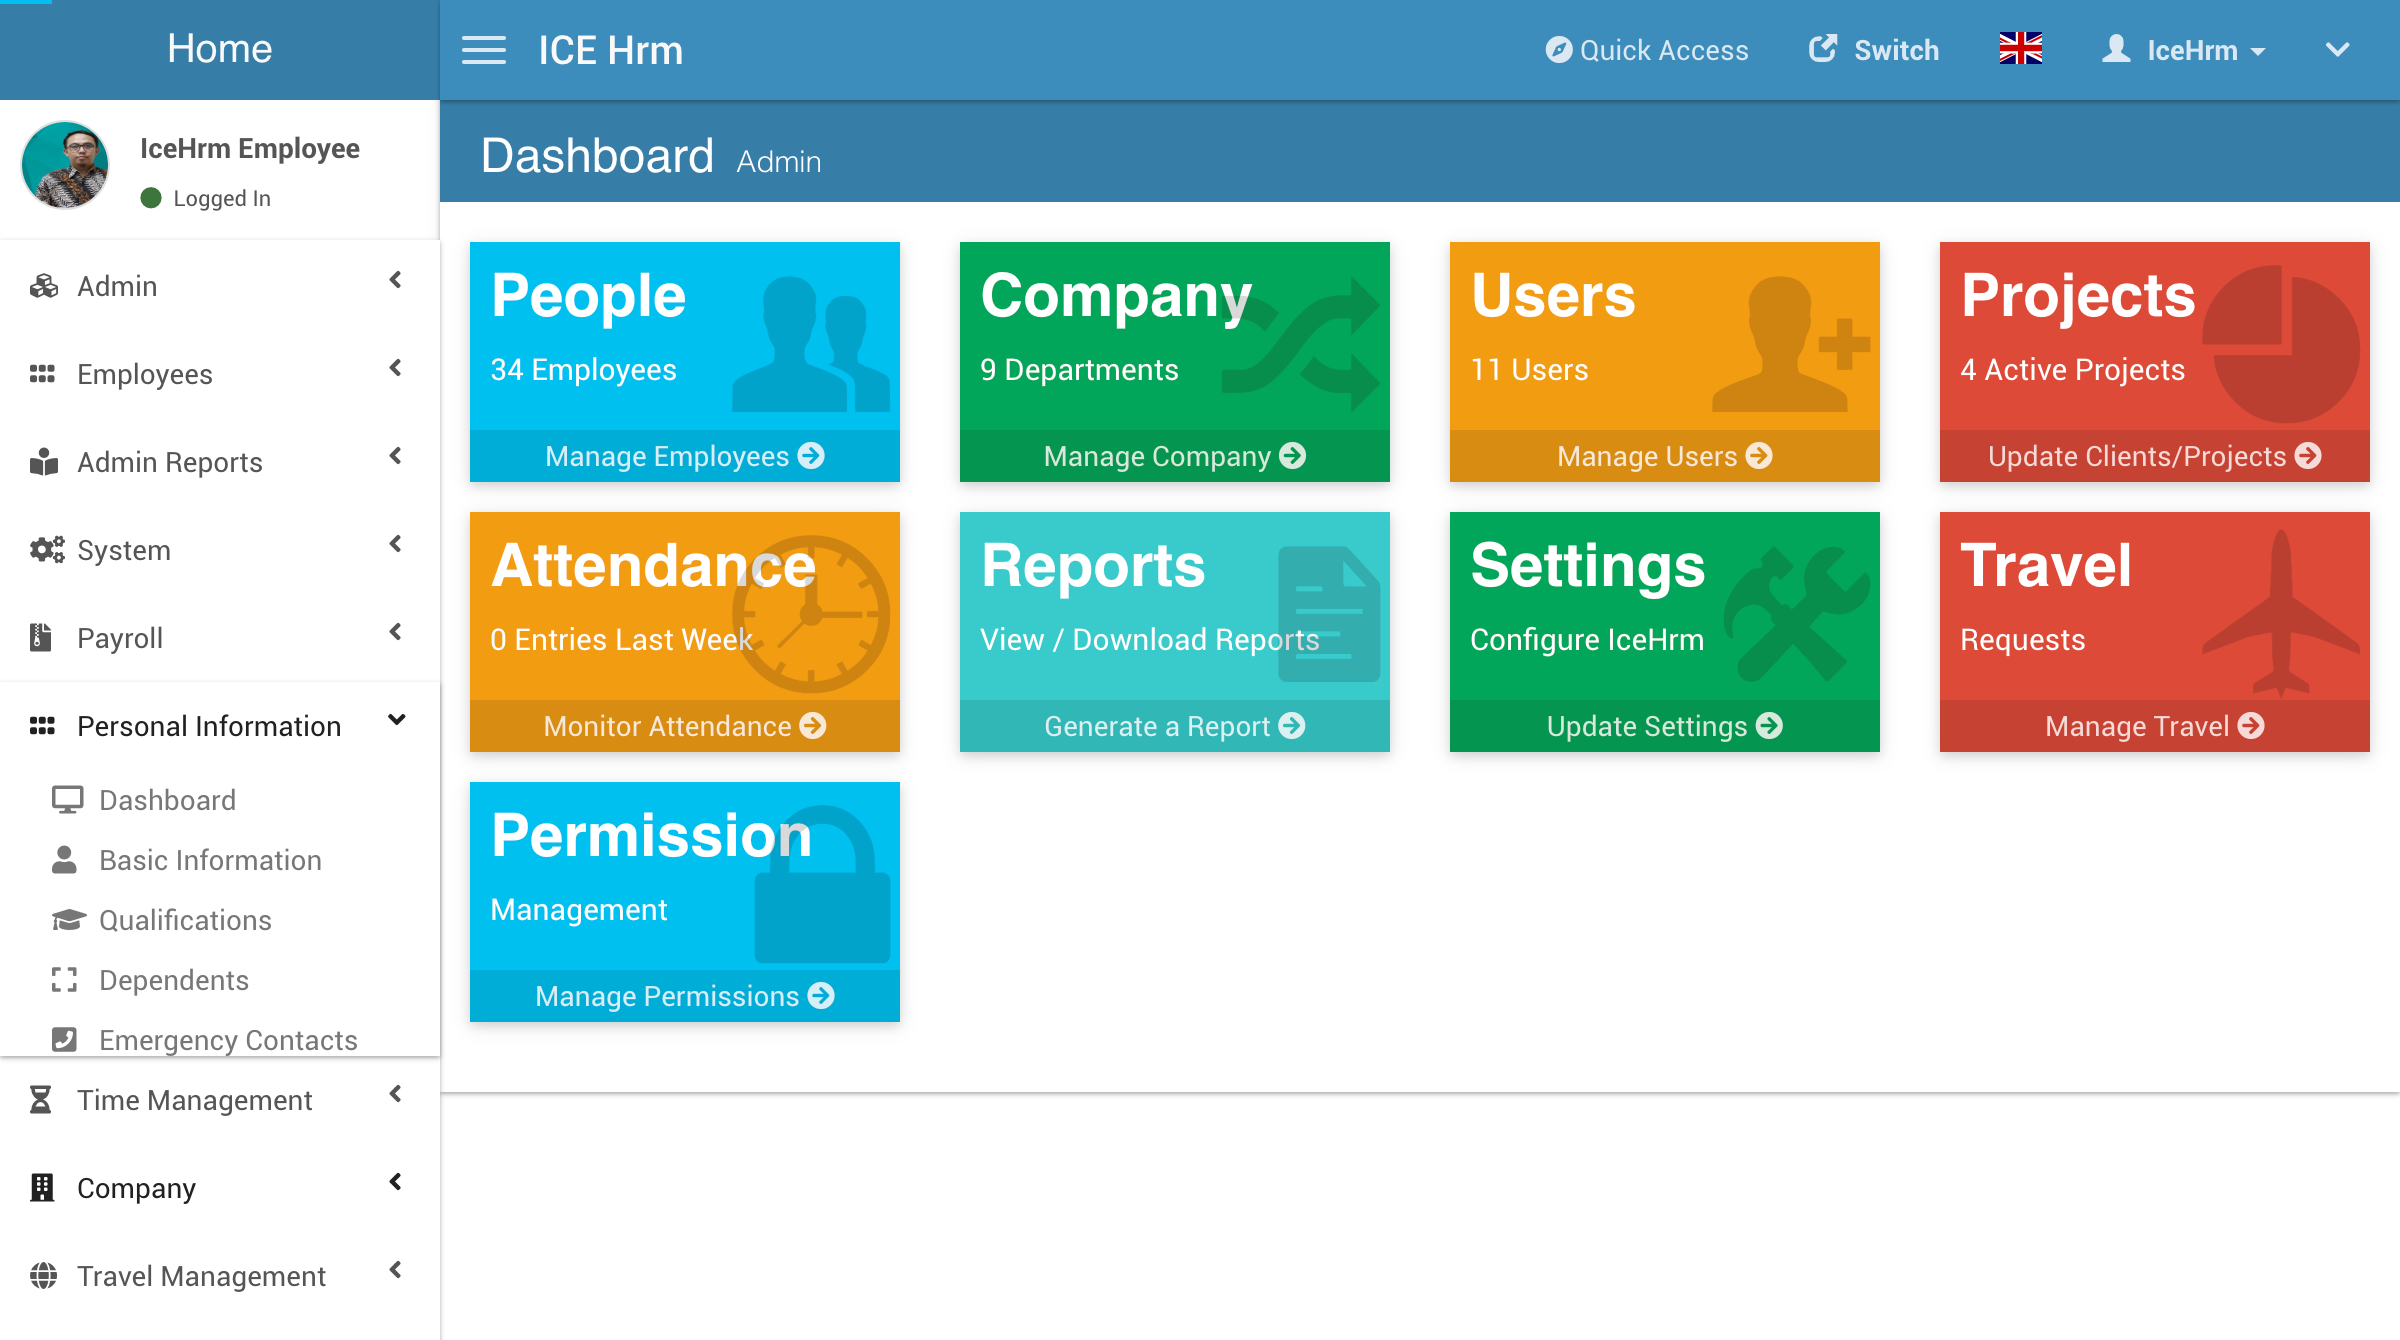 Home
ICE Hrm
Quick Access
Switch
IceHrm
IceHrm Employee
Logged In
Dashboard Admin
Admin
Employees
Admin Reports
System
Payroll
Personal Information
Dashboard
Basic Information
Qualifications
Dependents
Emergency Contacts
Time Management
Company
Travel Management
People
34 Employees
Manage Employees
Company
9 Departments
Manage Company
Users
11 Users
Manage Users
Projects
4 Active Projects
Update Clients/Projects
Attendance
0 Entries Last Week
Monitor Attendance
Reports
View / Download Reports
Generate a Report
Settings
Configure IceHrm
Update Settings
Travel
Requests
Manage Travel
Permission
Management
Manage Permissions